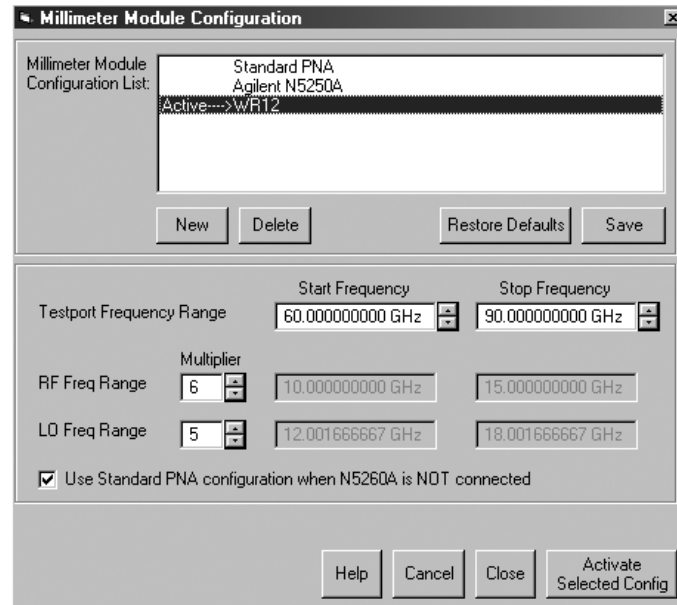 Millimeter Module Configuration
Millimeter Module
Configuration List:
Standard PNA
Agilent N5250A
Active---->WR12
New
Delete
Restore Defaults
Save
Start Frequency
Stop Frequency
Testport Frequency Range
60.000000000 GHz
90.000000000 GHz
Multiplier
RF Freq Range
6
10.000000000 GHz
15.000000000 GHz
LO Freq Range
5
12.001666667 GHz
18.001666667 GHz
Use Standard PNA configuration when N5260A is NOT connected
Help
Cancel
Close
Activate
Selected Config